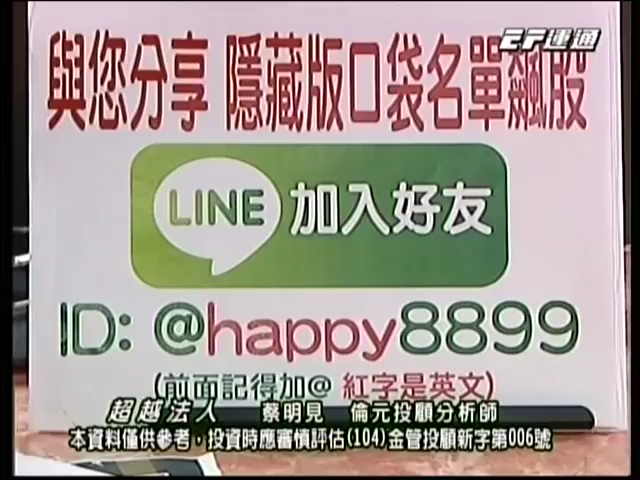 EF運通
與您分享 隱藏版口袋名單飆股
LINE 加入好友
ID: @happy8899
(前面記得加@ 紅字是英文)
超越法人 蔡明見 倫元投顧分析師
本資料僅供參考，投資時應審慎評估(104)金管投顧新字第006號